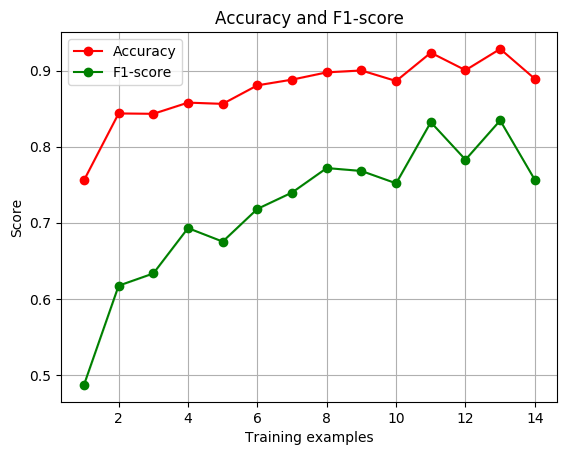 Accuracy and F1-score
Accuracy
F1-score
Score
0.9
0.8
0.7
0.6
0.5
2 4 6 8 10 12 14
Training examples